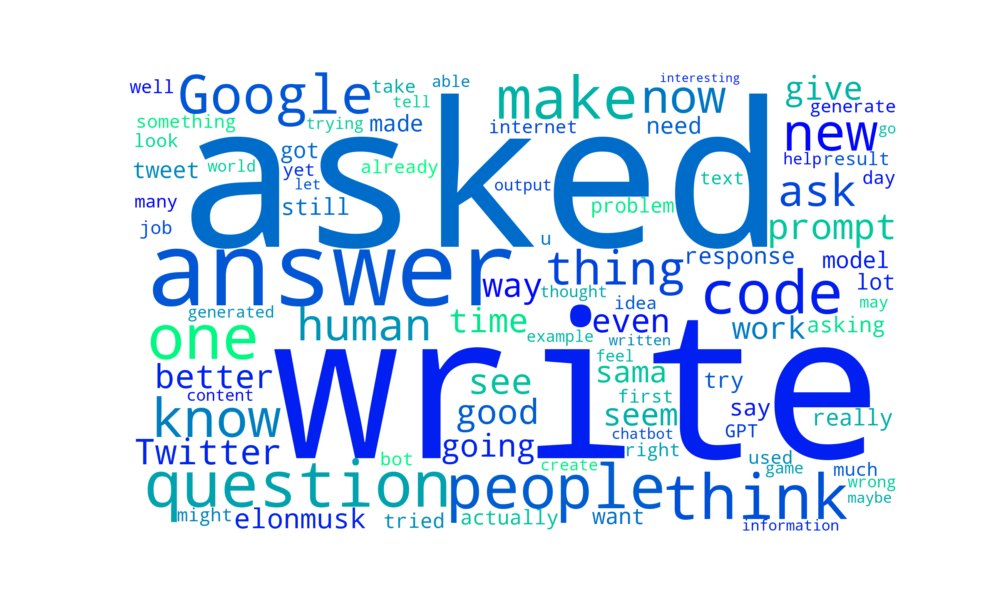 well Google take able interesting
something trying tell made make now give
look internet need generate
tweet world got asked new go
yet already help result
let output text ask day
many still problem
job u prompt
answer way thing response model
thought lot
generated human time idea even code may
one example written work asking
better write feel
content see sama try
know good first say really
seem GPT
Twitter going chatbot right
question bot people create think used much
game wrong
might elonmusk tried actually want maybe
information